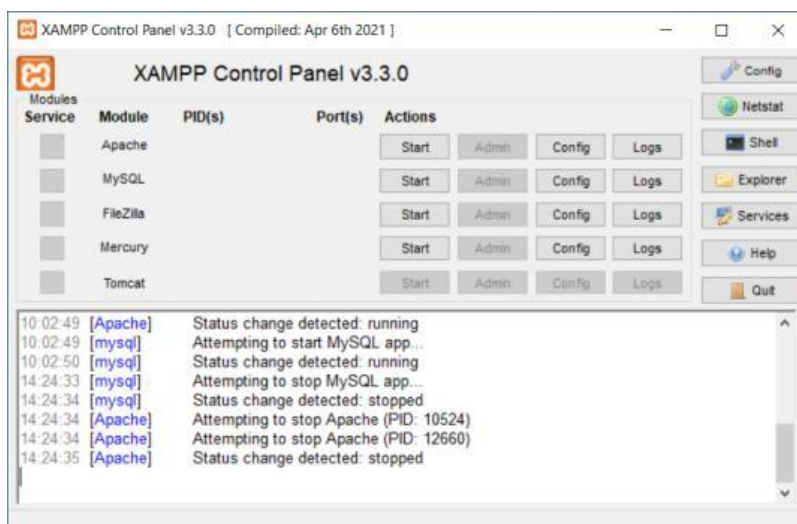 XAMPP Control Panel v3.3.0 [ Compiled: Apr 6th 2021 ]
XAMPP Control Panel v3.3.0
Config
Modules
Service Module PID(s) Port(s) Actions
Netstat
Apache Start Admin Config Logs
Shell
MySQL Start Admin Config Logs
Explorer
FileZilla Start Admin Config Logs
Services
Mercury Start Admin Config Logs
Help
Tomcat Start Admin Config Logs
Quit
10:02:49 [Apache] Status change detected: running
10:02:49 [mysql] Attempting to start MySQL app...
10:02:50 [mysql] Status change detected: running
14:24:33 [mysql] Attempting to stop MySQL app...
14:24:34 [mysql] Status change detected: stopped
14:24:34 [Apache] Attempting to stop Apache (PID: 10524)
14:24:34 [Apache] Attempting to stop Apache (PID: 12660)
14:24:35 [Apache] Status change detected: stopped